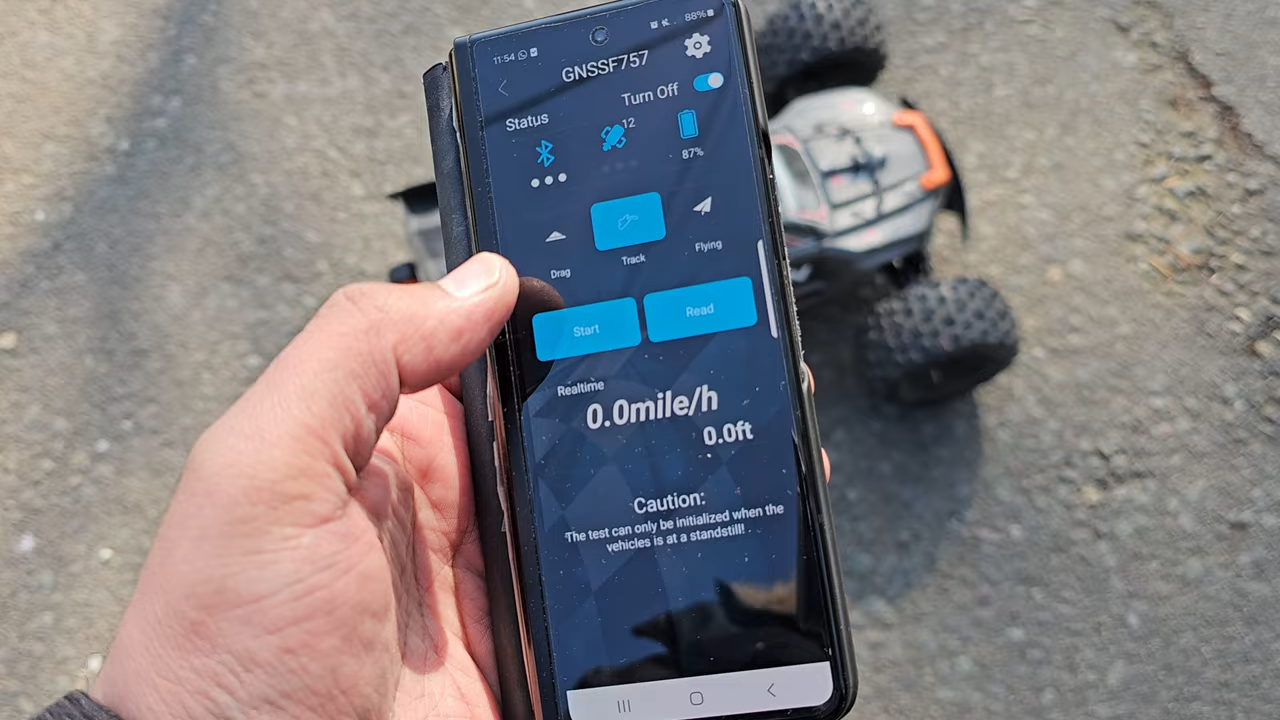 11:54
88%
GNSSF757
Turn Off
Status
12
87%
Drag
Track
Flying
Start
Read
Realtime
0.0mile/h
0.0ft
Caution:
The test can only be initialized when the
vehicles is at a standstill!